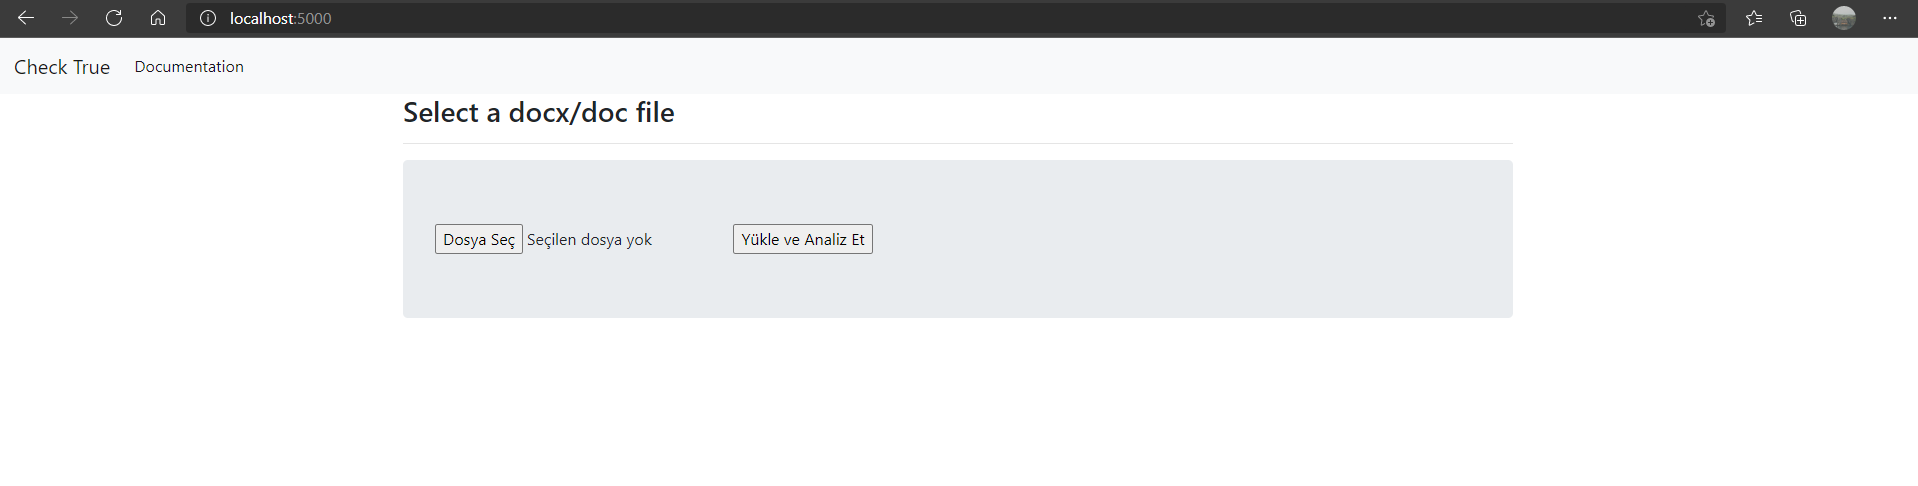 localhost:5000
Check True Documentation
Select a docx/doc file
Dosya Seç Seçilen dosya yok Yükle ve Analiz Et